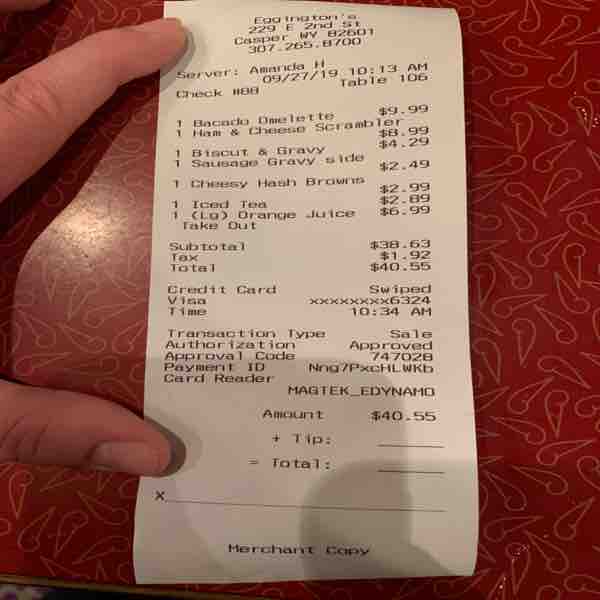 Eggington's
229 E 2nd St
Casper WY 82601
307.265.8700
Server: Amanda H
09/27/19 10:13 AM
Table 106
Check #88
1 Bacado Omelette $9.99
1 Ham & Cheese Scrambler
$8.99
1 Biscut & Gravy $4.29
1 Sausage Gravy side
$2.49
1 Cheesy Hash Browns
$2.99
1 Iced Tea $2.89
1 (Lg) Orange Juice $6.99
Take Out
Subtotal $38.63
Tax $1.92
Total $40.55
Credit Card Swiped
Visa xxxxxxxx6324
Time 10:34 AM
Transaction Type Sale
Authorization Approved
Approval Code 747028
Payment ID Nng7PxcHLWKb
Card Reader
MAGTEK_EDYNAMO
Amount $40.55
+ Tip:
= Total:
X
Merchant Copy